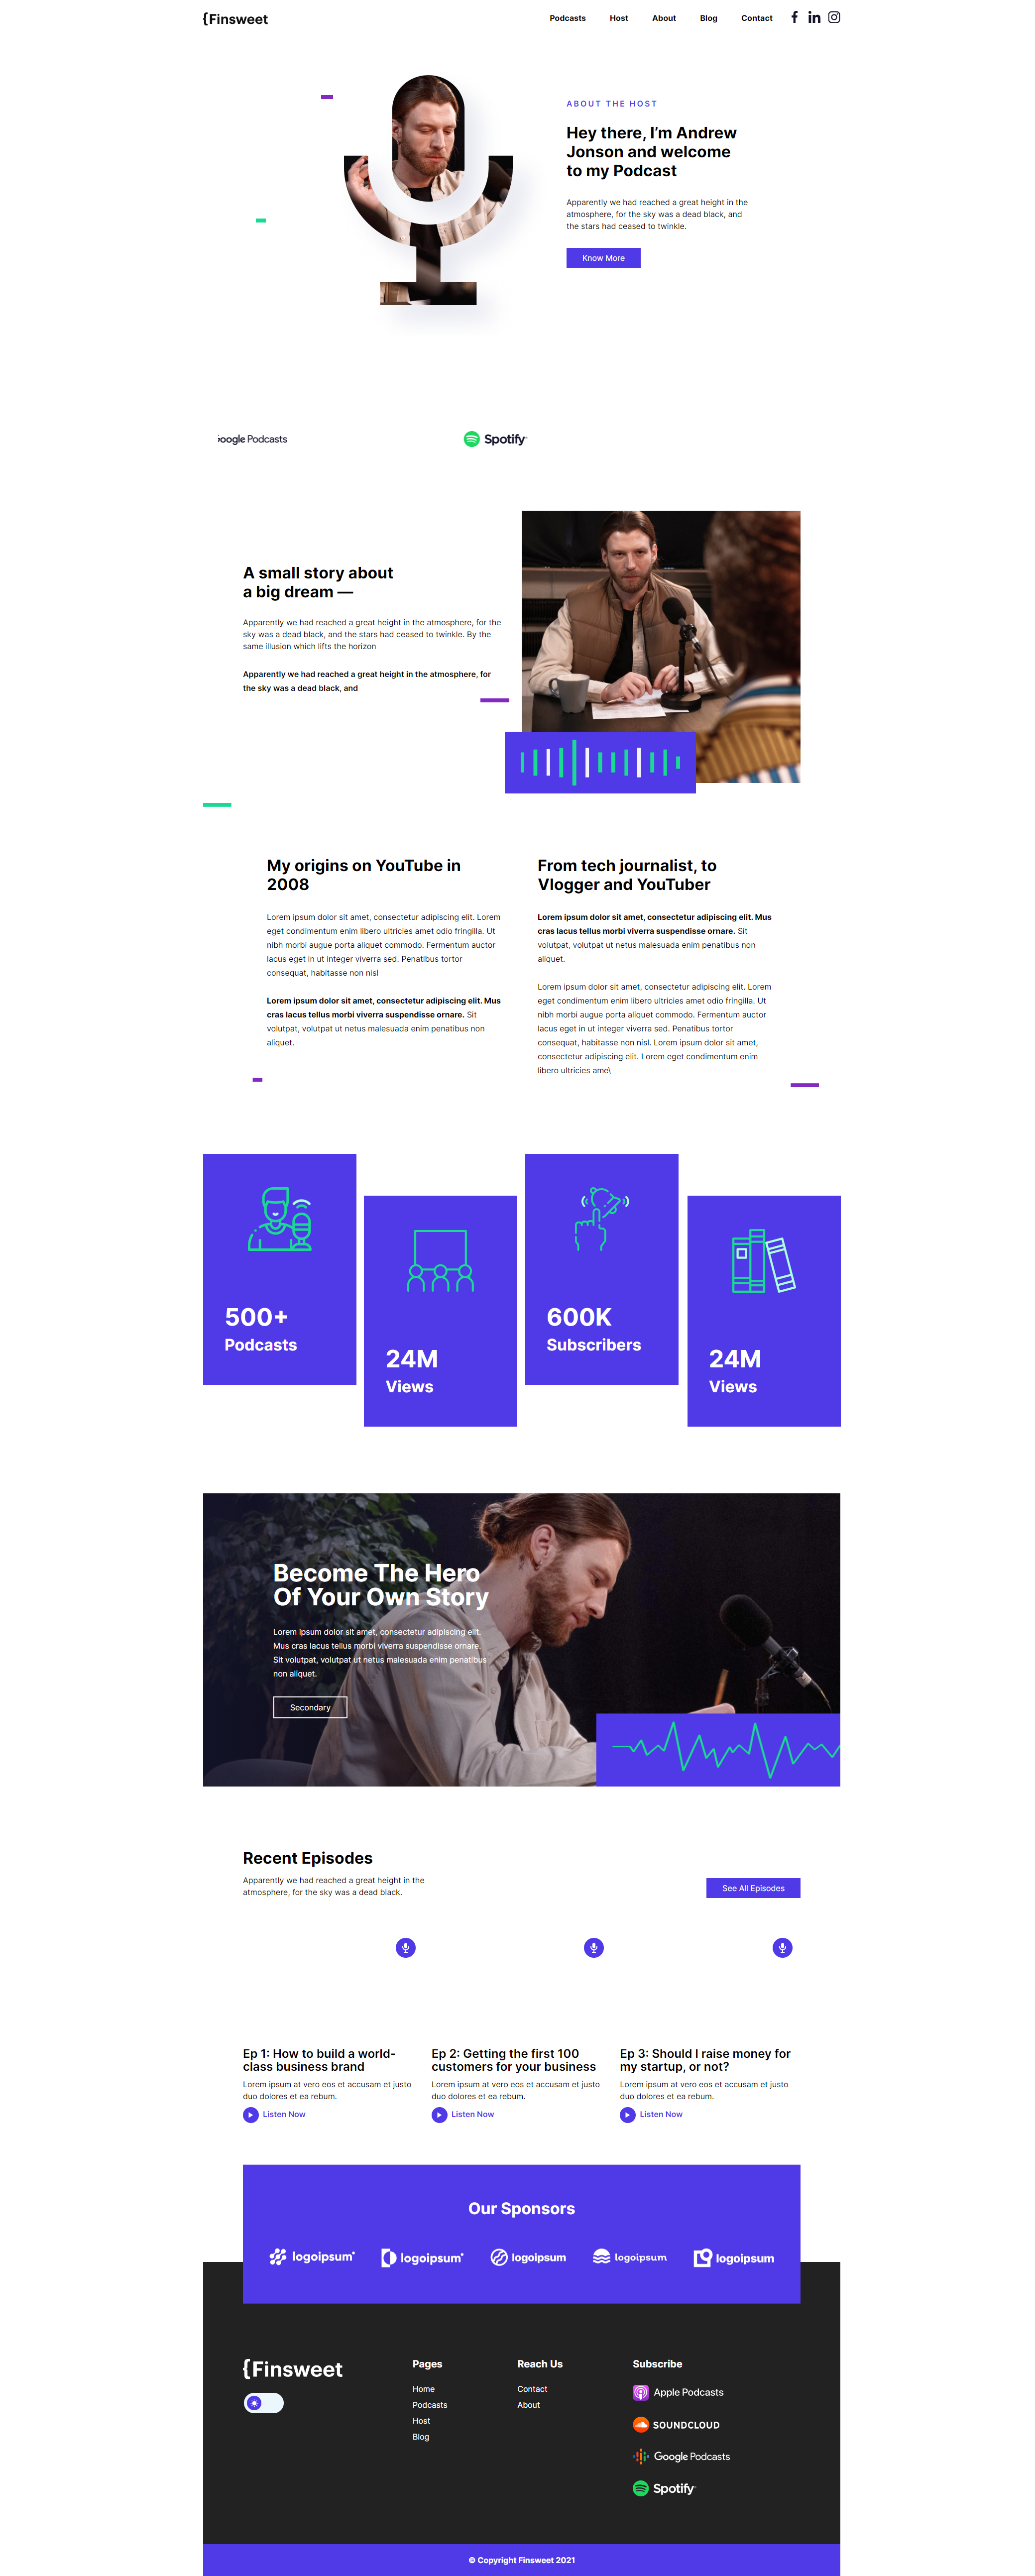 {Finsweet
Podcasts Host About Blog Contact
ABOUT THE HOST
Hey there, I'm Andrew
Jonson and welcome
to my Podcast
Apparently we had reached a great height in the
atmosphere, for the sky was a dead black, and
the stars had ceased to twinkle.
Know More
oogle Podcasts
Spotify
A small story about
a big dream —
Apparently we had reached a great height in the atmosphere, for the
sky was a dead black, and the stars had ceased to twinkle. By the
same illusion which lifts the horizon
Apparently we had reached a great height in the atmosphere, for
the sky was a dead black, and
My origins on YouTube in
2008
Lorem ipsum dolor sit amet, consectetur adipiscing elit. Lorem
eget condimentum enim libero ultricies amet odio fringilla. Ut
nibh morbi augue porta aliquet commodo. Fermentum auctor
lacus eget in ut integer viverra sed. Penatibus tortor
consequat, habitasse non nisl
Lorem ipsum dolor sit amet, consectetur adipiscing elit. Mus
cras lacus tellus morbi viverra suspendisse ornare. Sit
volutpat, volutpat ut netus malesuada enim penatibus non
aliquet.
From tech journalist, to
Vlogger and YouTuber
Lorem ipsum dolor sit amet, consectetur adipiscing elit. Mus
cras lacus tellus morbi viverra suspendisse ornare. Sit
volutpat, volutpat ut netus malesuada enim penatibus non
aliquet.
Lorem ipsum dolor sit amet, consectetur adipiscing elit. Lorem
eget condimentum enim libero ultricies amet odio fringilla. Ut
nibh morbi augue porta aliquet commodo. Fermentum auctor
lacus eget in ut integer viverra sed. Penatibus tortor
consequat, habitasse non nisl. Lorem ipsum dolor sit amet,
consectetur adipiscing elit. Lorem eget condimentum enim
libero ultricies ame\
500+
Podcasts
24M
Views
600K
Subscribers
24M
Views
Become The Hero
Of Your Own Story
Lorem ipsum dolor sit amet, consectetur adipiscing elit.
Mus cras lacus tellus morbi viverra suspendisse ornare.
Sit volutpat, volutpat ut netus malesuada enim penatibus
non aliquet.
Secondary
Recent Episodes
Apparently we had reached a great height in the
atmosphere, for the sky was a dead black.
See All Episodes
Ep 1: How to build a world-
class business brand
Lorem ipsum at vero eos et accusam et justo
duo dolores et ea rebum.
Listen Now
Ep 2: Getting the first 100
customers for your business
Lorem ipsum at vero eos et accusam et justo
duo dolores et ea rebum.
Listen Now
Ep 3: Should I raise money for
my startup, or not?
Lorem ipsum at vero eos et accusam et justo
duo dolores et ea rebum.
Listen Now
Our Sponsors
logoipsum logoipsum logoipsum logoipsum logoipsum
{Finsweet
Pages
Home
Podcasts
Host
Blog
Reach Us
Contact
About
Subscribe
Apple Podcasts
SOUNDCLOUD
Google Podcasts
Spotify
© Copyright Finsweet 2021